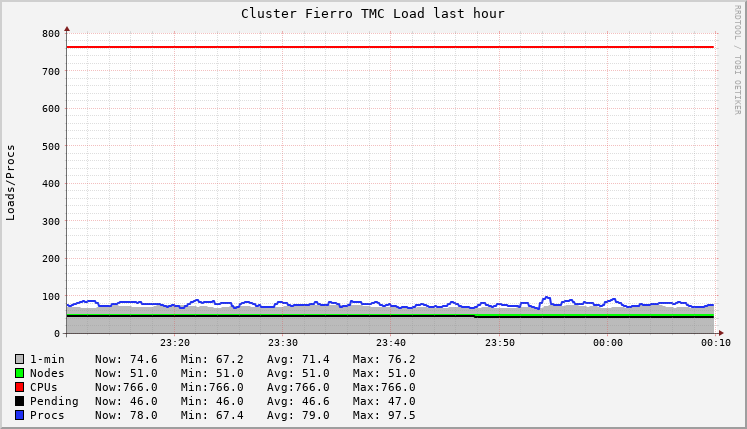 Cluster Fierro TMC Load last hour
RRDTOOL / TOBI OETIKER
Loads/Procs
800
700
600
500
400
300
200
100
0
23:20 23:30 23:40 23:50 00:00 00:10
1-min Now: 74.6 Min: 67.2 Avg: 71.4 Max: 76.2
Nodes Now: 51.0 Min: 51.0 Avg: 51.0 Max: 51.0
CPUs Now:766.0 Min:766.0 Avg:766.0 Max:766.0
Pending Now: 46.0 Min: 46.0 Avg: 46.6 Max: 47.0
Procs Now: 78.0 Min: 67.4 Avg: 79.0 Max: 97.5